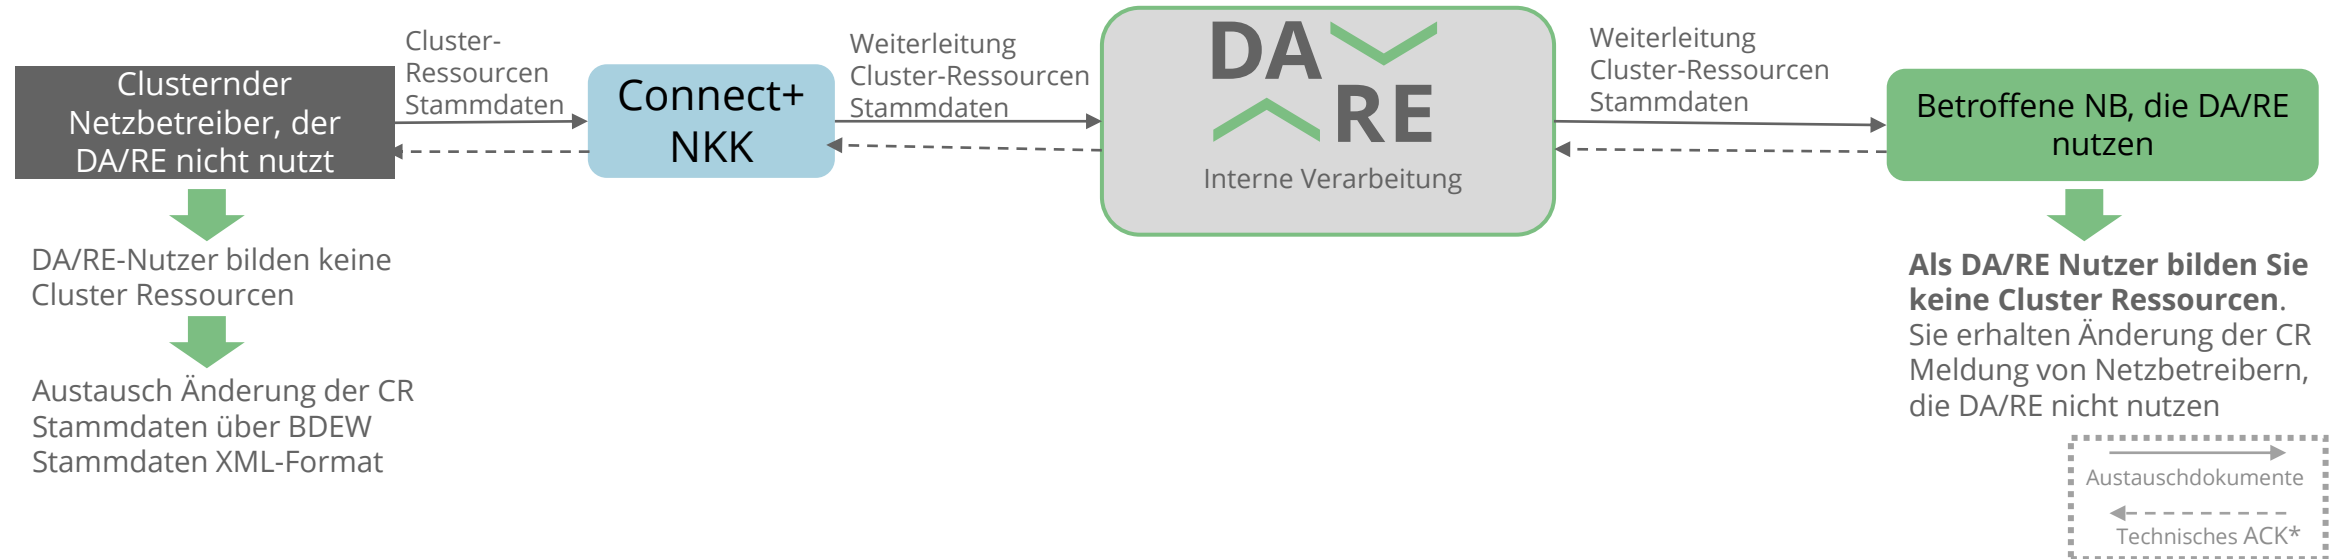 Clusternder
Netzbetreiber, der
DA/RE nicht nutzt
Cluster-
Ressourcen
Stammdaten
Connect+
NKK
Weiterleitung
Cluster-Ressourcen
Stammdaten
DA
RE
Interne Verarbeitung
Weiterleitung
Cluster-Ressourcen
Stammdaten
Betroffene NB, die DA/RE
nutzen
DA/RE-Nutzer bilden keine
Cluster Ressourcen
Austausch Änderung der CR
Stammdaten über BDEW
Stammdaten XML-Format
Als DA/RE Nutzer bilden Sie
keine Cluster Ressourcen.
Sie erhalten Änderung der CR
Meldung von Netzbetreibern,
die DA/RE nicht nutzen
Austauschdokumente
Technisches ACK*